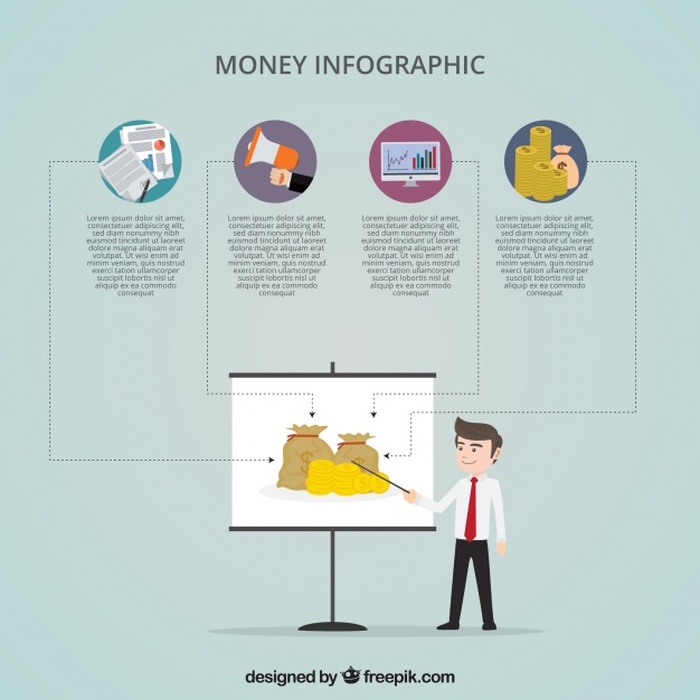 MONEY INFOGRAPHIC
Lorem ipsum dolor sit amet,
consectetuer adipiscing elit,
sed diam nonummy nibh
euismod tincidunt ut laoreet
dolore magna aliquam erat
volutpat. Ut wisi enim ad
minim veniam, quis nostrud
exerci tation ullamcorper
suscipit lobortis nisl ut
aliquip ex ea commodo
consequat
Lorem ipsum dolor sit amet,
consectetuer adipiscing elit,
sed diam nonummy nibh
euismod tincidunt ut laoreet
dolore magna aliquam erat
volutpat. Ut wisi enim ad
minim veniam, quis nostrud
exerci tation ullamcorper
suscipit lobortis nisl ut
aliquip ex ea commodo
consequat
Lorem ipsum dolor sit amet,
consectetuer adipiscing elit,
sed diam nonummy nibh
euismod tincidunt ut laoreet
dolore magna aliquam erat
volutpat. Ut wisi enim ad
minim veniam, quis nostrud
exerci tation ullamcorper
suscipit lobortis nisl ut
aliquip ex ea commodo
consequat
Lorem ipsum dolor sit amet,
consectetuer adipiscing elit,
sed diam nonummy nibh
euismod tincidunt ut laoreet
dolore magna aliquam erat
volutpat. Ut wisi enim ad
minim veniam, quis nostrud
exerci tation ullamcorper
suscipit lobortis nisl ut
aliquip ex ea commodo
consequat
designed by freepik.com